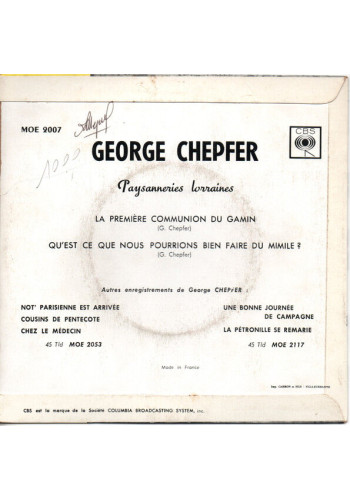 MOE 2007
CBS
GEORGE CHEPFER
Paysanneries lorraines
LA PREMIÈRE COMMUNION DU GAMIN
(G. Chepfer)
QU'EST CE QUE NOUS POURRIONS BIEN FAIRE DU MIMILE ?
(G. Chepfer)
Autres enregistrements de George CHEPFER :
NOT' PARISIENNE EST ARRIVÉE
COUSINS DE PENTECOTE
CHEZ LE MÉDECIN
45 Tld MOE 2053
UNE BONNE JOURNÉE
DE CAMPAGNE
LA PÉTRONILLE SE REMARIE
45 Tld MOE 2117
Made in France
CBS est la marque de la Société COLUMBIA BROADCASTING SYSTEM, Inc.